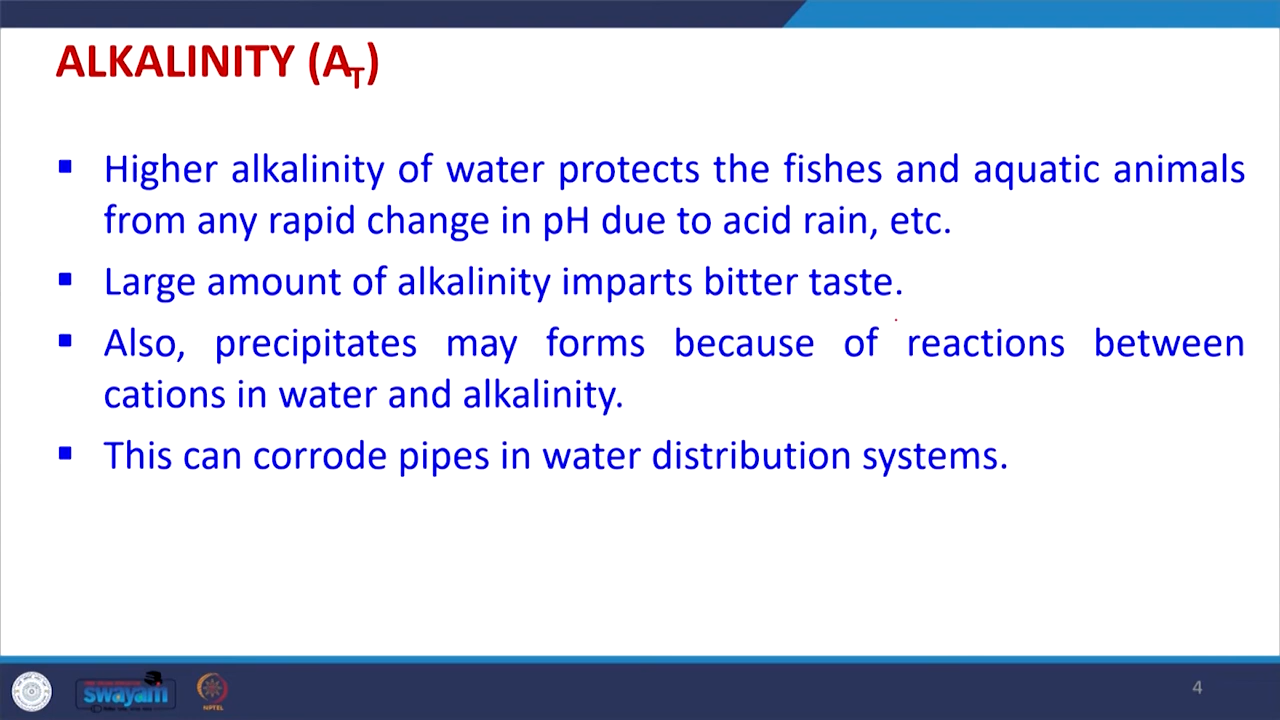 ALKALINITY (AT)
▪ Higher alkalinity of water protects the fishes and aquatic animals
from any rapid change in pH due to acid rain, etc.
▪ Large amount of alkalinity imparts bitter taste.
▪ Also, precipitates may forms because of reactions between
cations in water and alkalinity.
▪ This can corrode pipes in water distribution systems.
swayam
NPTEL
4